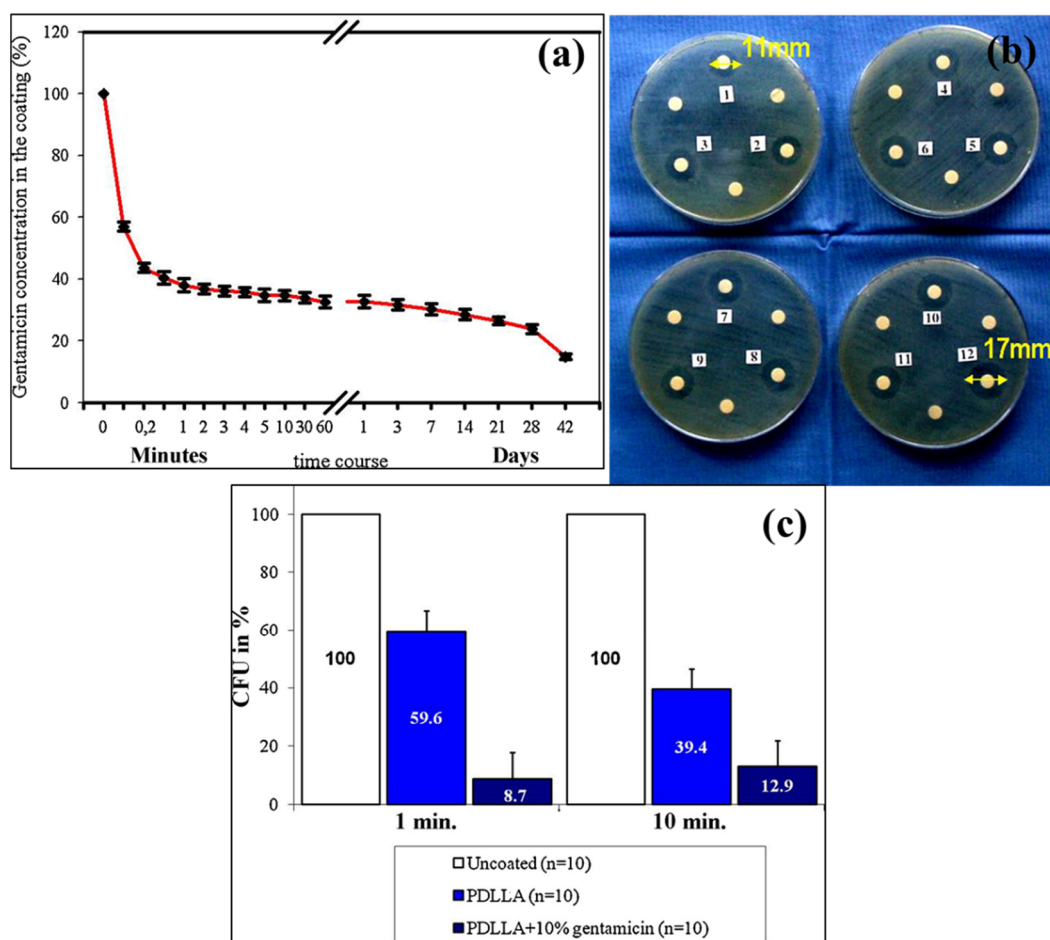 (a)
Gentamicin concentration in the coating (%)
120
100
80
60
40
20
0
0 0,2 1 2 3 4 5 10 30 60 1 3 7 14 21 28 42
Minutes time course Days
(b)
11mm
1
3 2
4
6 5
7
9 8
10
11 12
17mm
(c)
CFU in %
100
80
60
40
20
0
100 59.6 8.7 100 39.4 12.9
1 min. 10 min.
Uncoated (n=10)
PDLLA (n=10)
PDLLA+10% gentamicin (n=10)